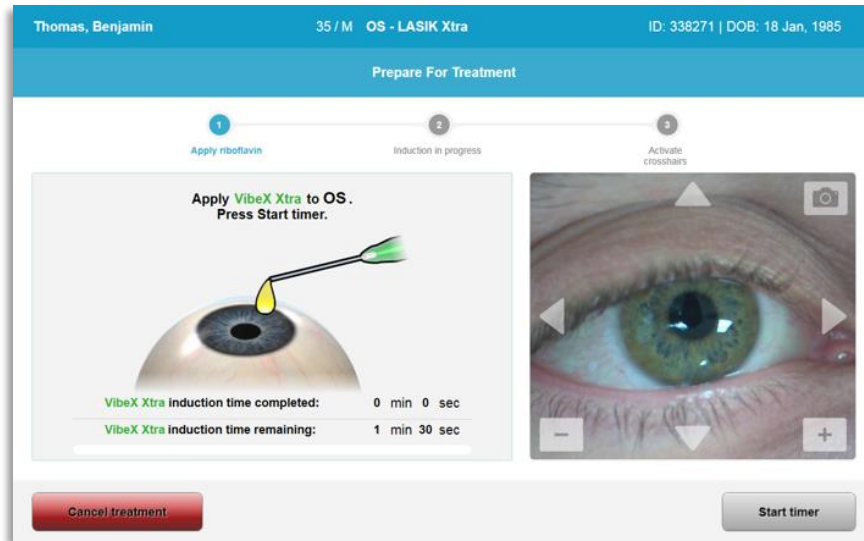 Thomas, Benjamin 35 / M OS - LASIK Xtra ID: 338271 | DOB: 18 Jan, 1985
Prepare For Treatment
1 2 3
Apply riboflavin Induction in progress Activate
crosshairs
Apply VibeX Xtra to OS.
Press Start timer.
VibeX Xtra induction time completed: 0 min 0 sec
VibeX Xtra induction time remaining: 1 min 30 sec
Cancel treatment Start timer